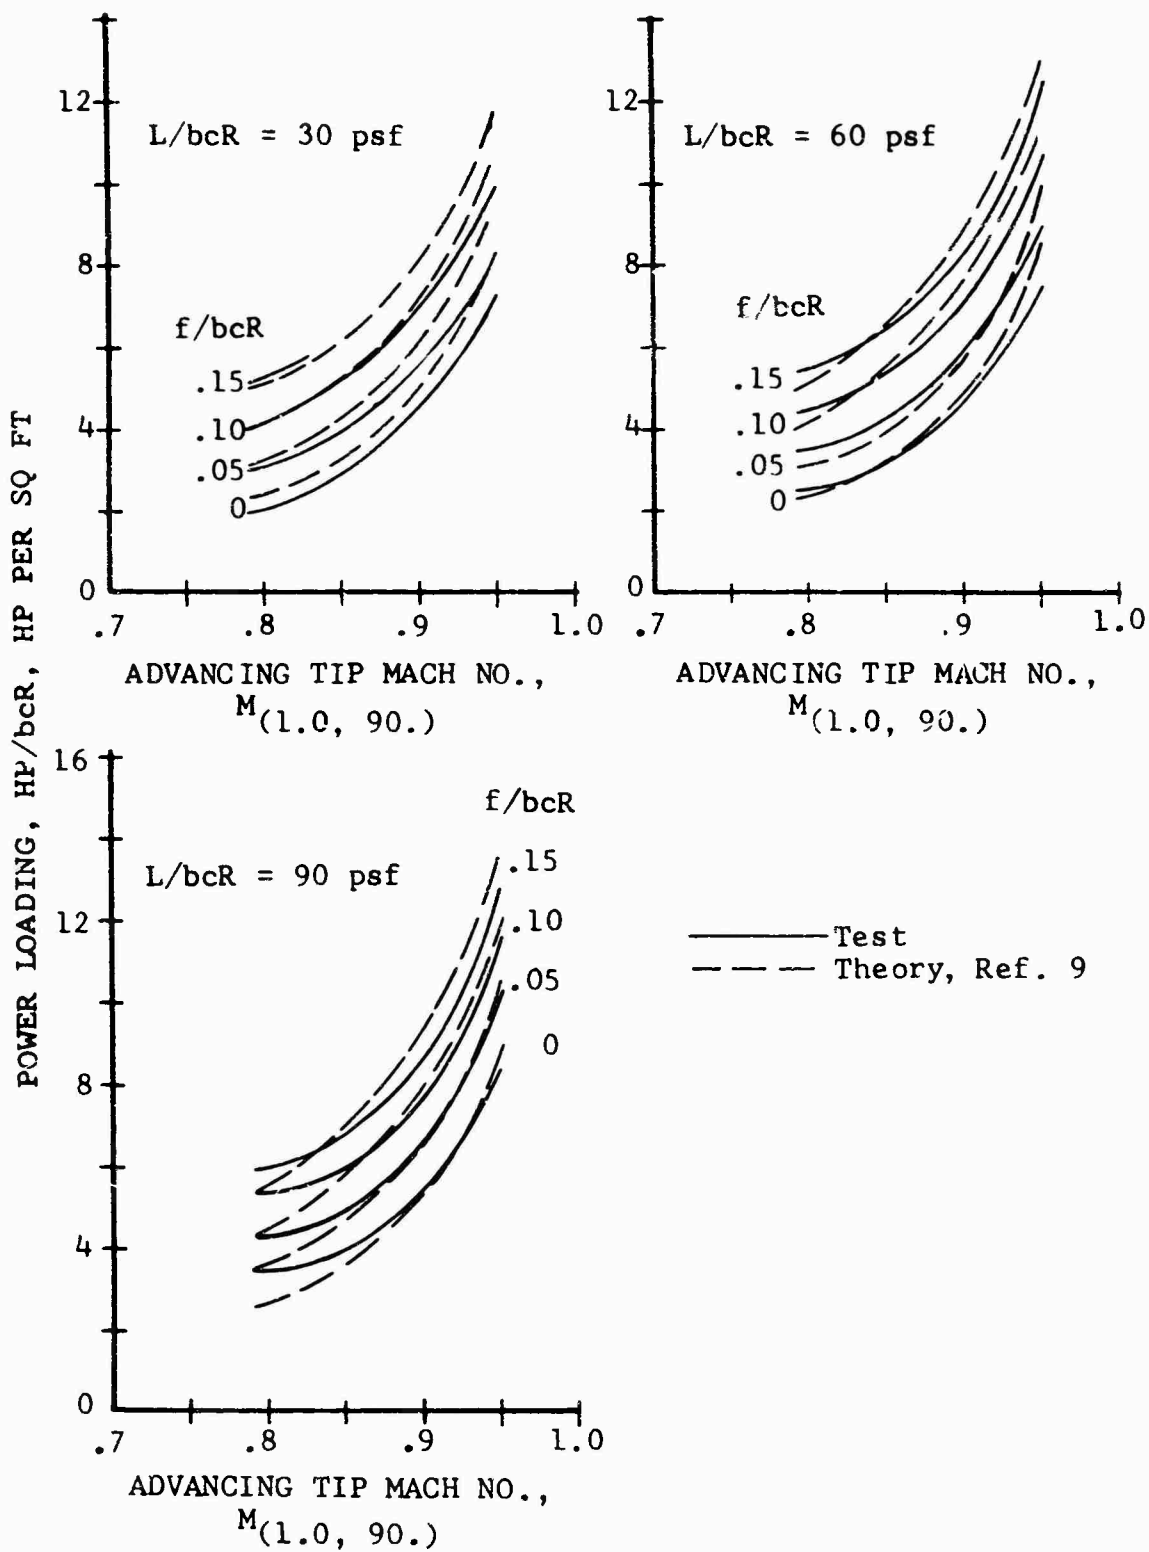 POWER LOADING, HP/bcR, HP PER SQ FT
12
8
4
0
L/bcR = 30 psf
f/bcR
.15
.10
.05
0
.7 .8 .9 1.0
ADVANCING TIP MACH NO.,
M(1.0, 90.)
12
8
4
0
L/bcR = 60 psf
f/bcR
.15
.10
.05
0
.7 .8 .9 1.0
ADVANCING TIP MACH NO.,
M(1.0, 90.)
16
12
8
4
0
L/bcR = 90 psf
f/bcR
.15
.10
.05
0
.7 .8 .9 1.0
ADVANCING TIP MACH NO.,
M(1.0, 90.)
Test
Theory, Ref. 9